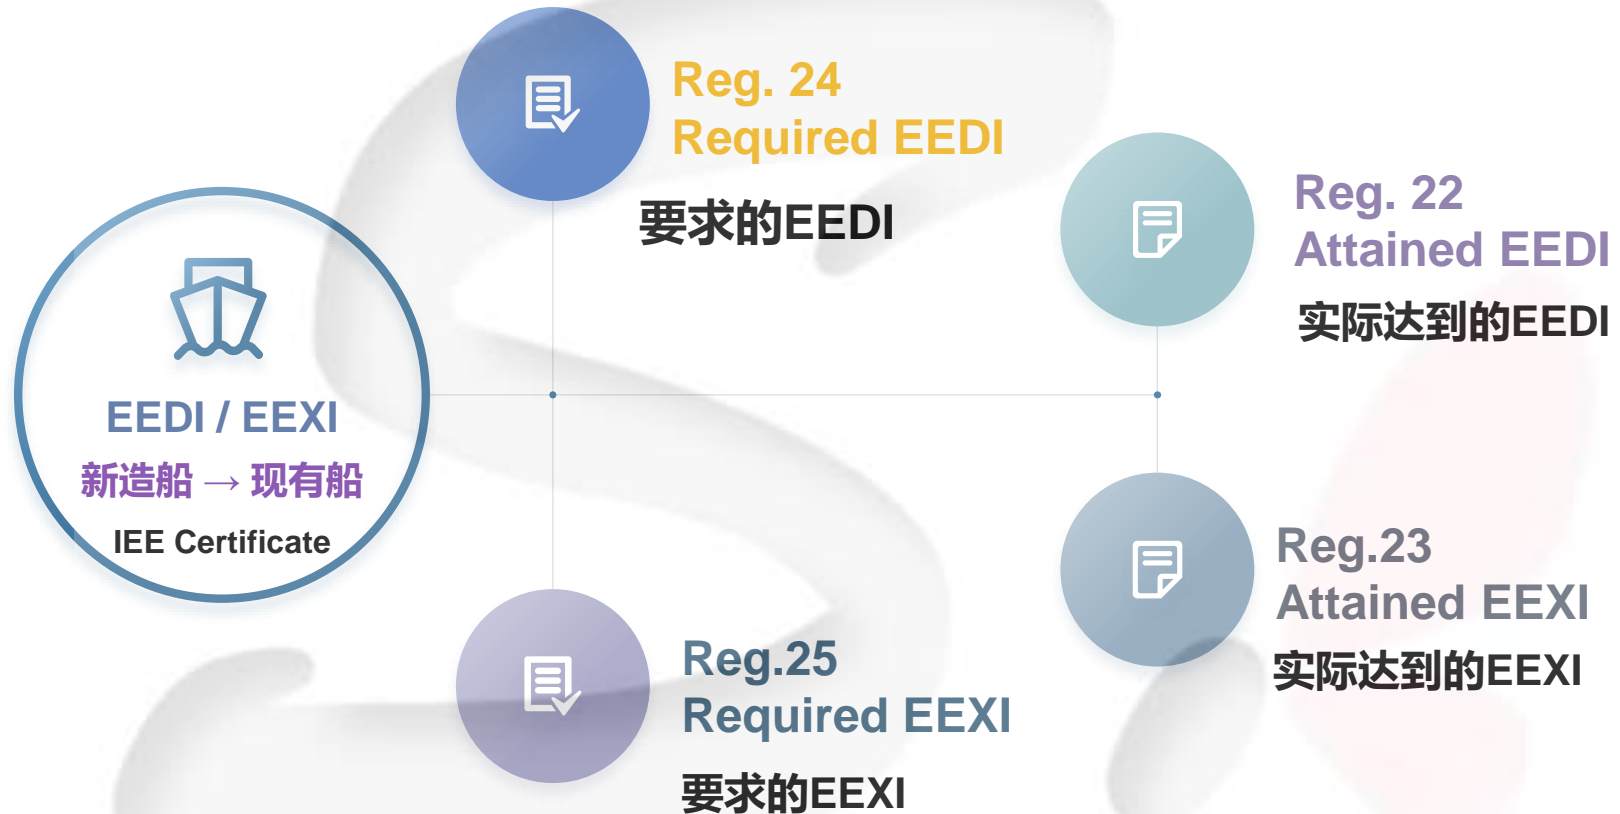 EEDI / EEXI
新造船 → 现有船
IEE Certificate
Reg. 24
Required EEDI
要求的EEDI
Reg. 22
Attained EEDI
实际达到的EEDI
Reg.25
Required EEXI
要求的EEXI
Reg.23
Attained EEXI
实际达到的EEXI